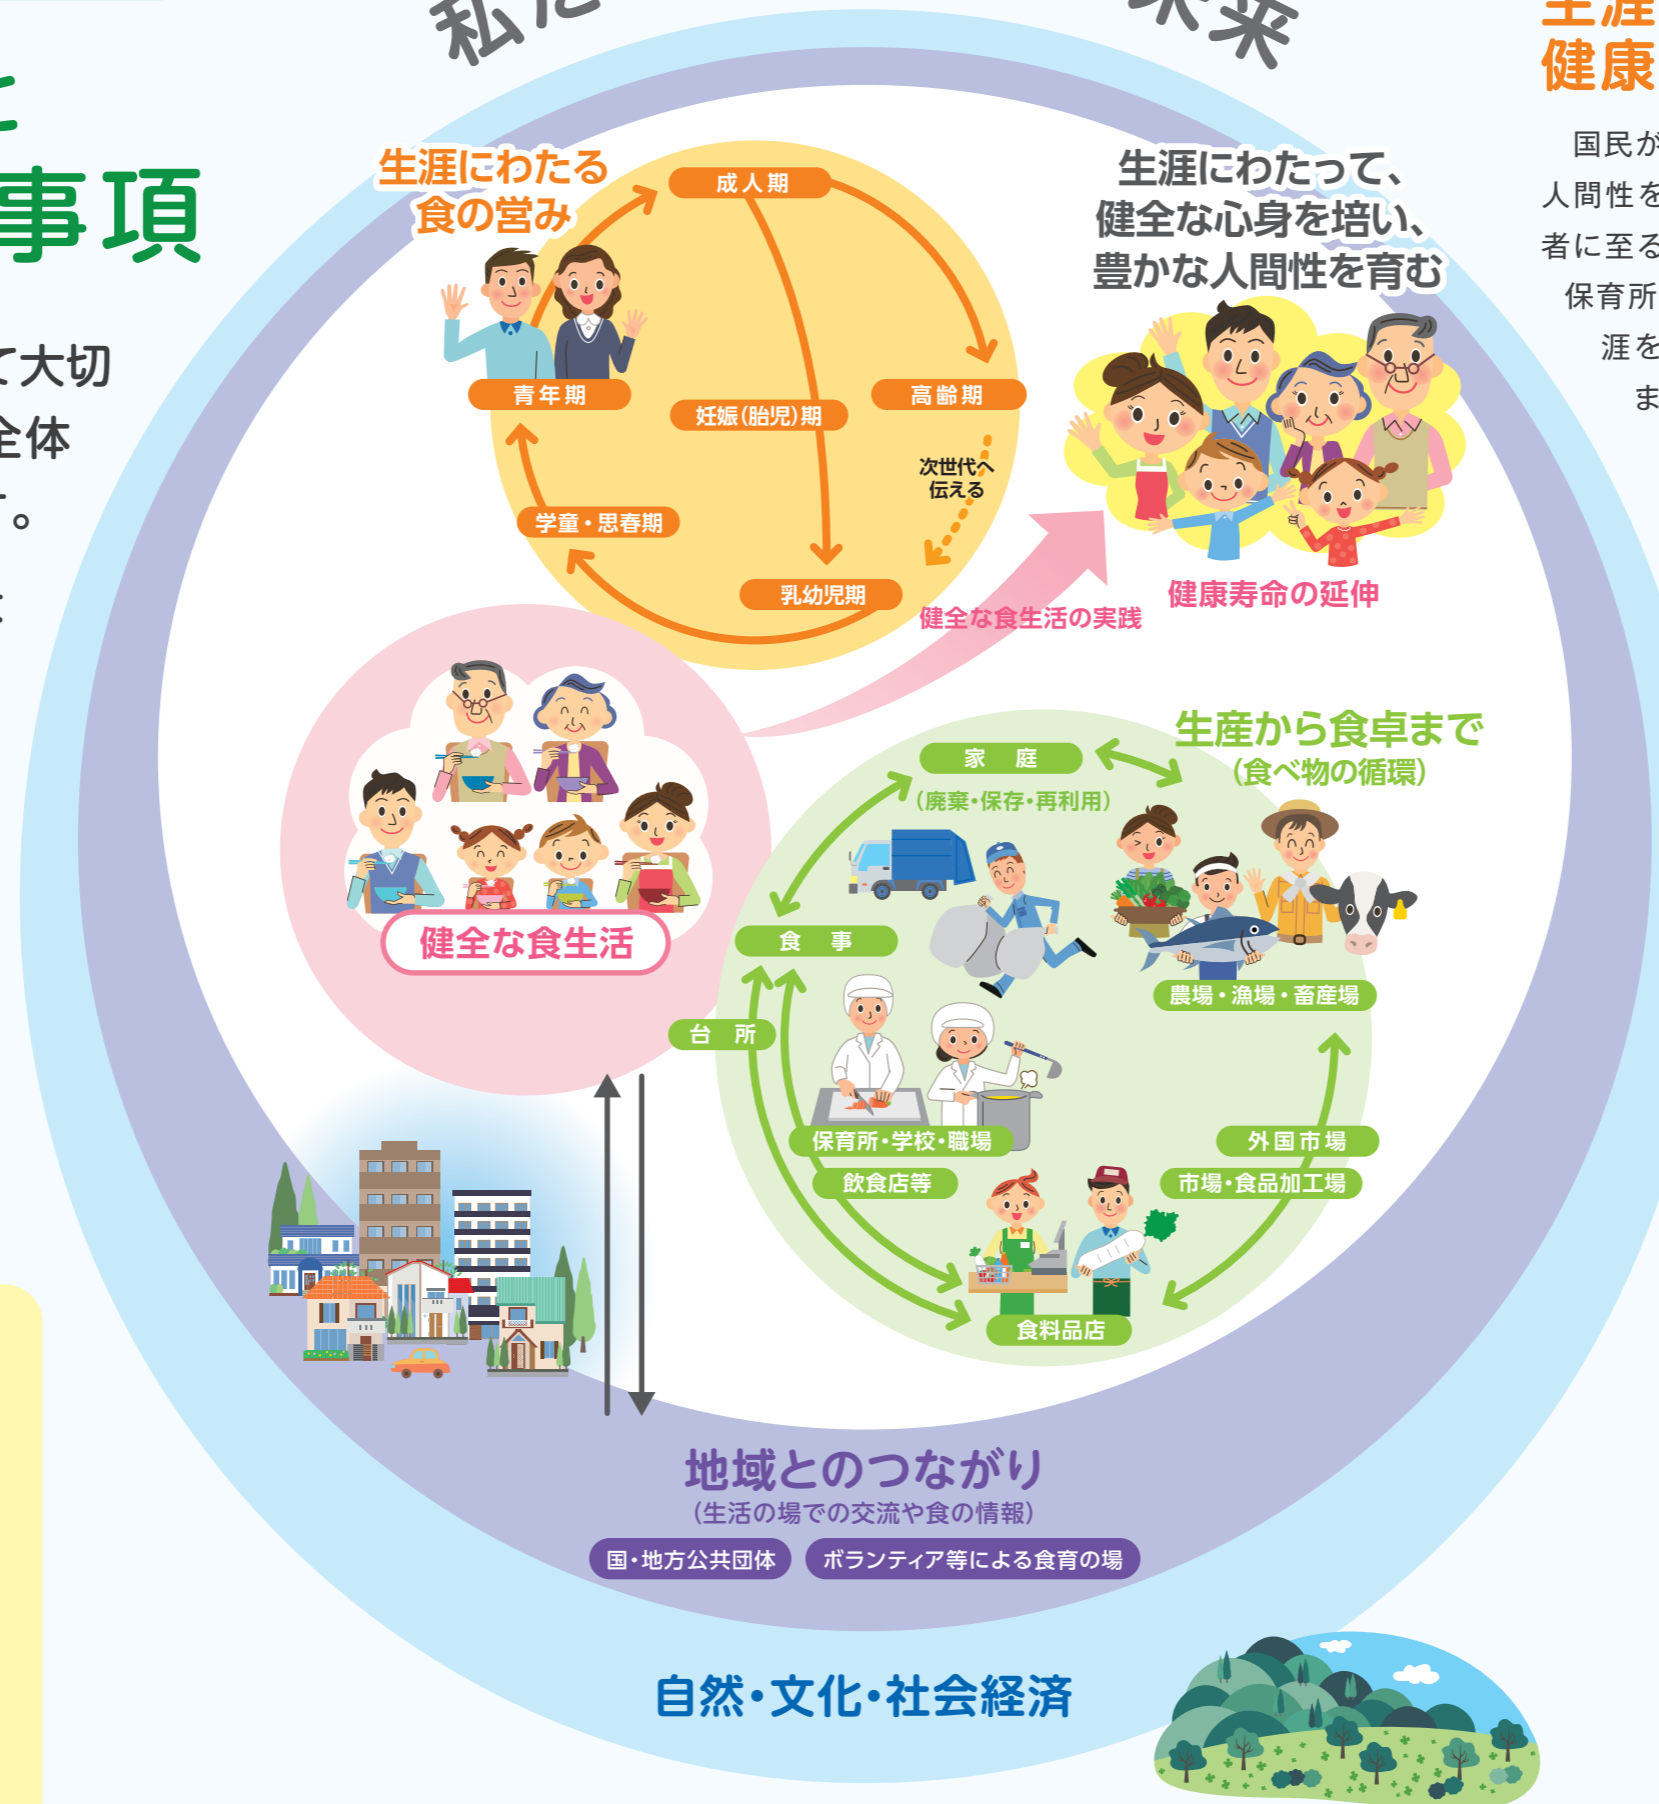 私た
未来
と
事項
て大切
全体
す。
生涯
健康
国民が
人間性を
者に至る
保育所
涯を
ま
生涯にわたる
食の営み
成人期
青年期
妊娠(胎児)期
高齢期
次世代へ
伝える
学童・思春期
乳幼児期
生涯にわたって、
健全な心身を培い、
豊かな人間性を育む
健康寿命の延伸
健全な食生活の実践
健全な食生活
生産から食卓まで
(食べ物の循環)
家 庭
(廃棄・保存・再利用)
食 事
農場・漁場・畜産場
台 所
保育所・学校・職場
飲食店等
外国市場
市場・食品加工場
食料品店
地域とのつながり
(生活の場での交流や食の情報)
国・地方公共団体
ボランティア等による食育の場
自然・文化・社会経済